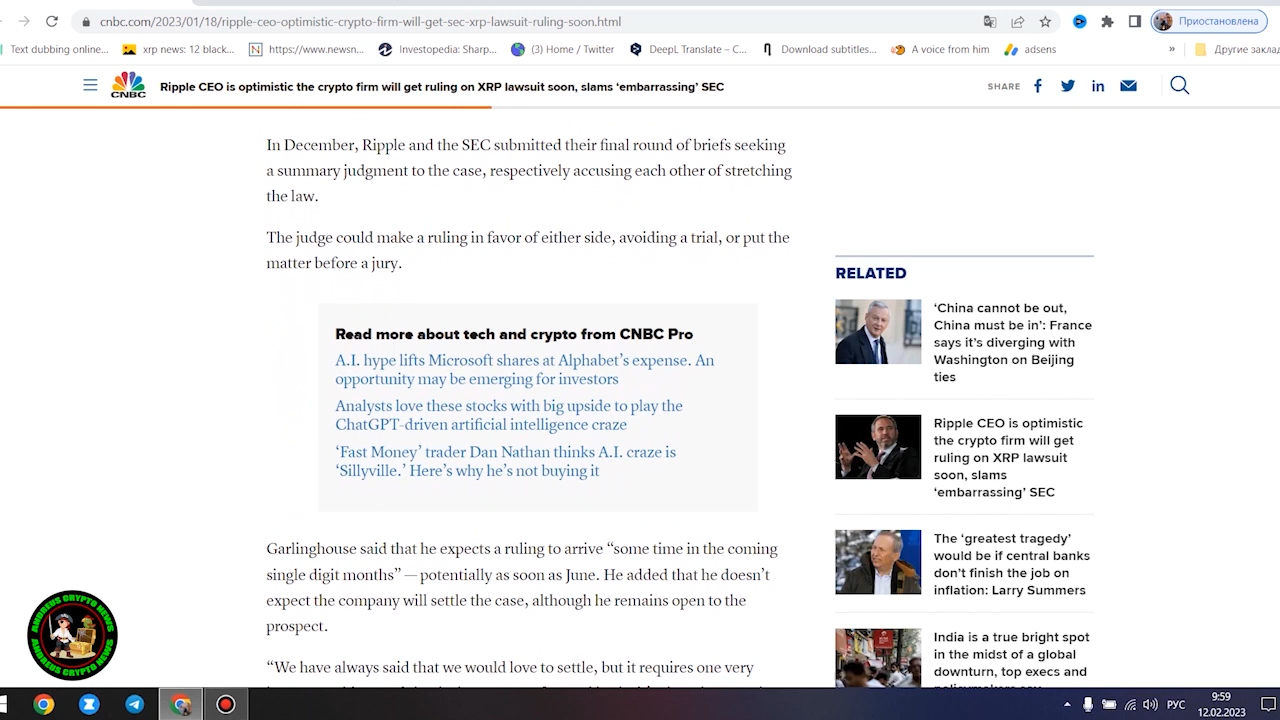 cnbc.com/2023/01/18/ripple-ceo-optimistic-crypto-firm-will-get-sec-xrp-lawsuit-ruling-soon.html
Приостановлена
Text dubbing online...
xrp news: 12 black...
https://www.newsn...
Investopedia: Sharp...
(3) Home / Twitter
DeepL Translate – C...
Download subtitles...
A voice from him
adsens
»
Другие закла
CNBC
Ripple CEO is optimistic the crypto firm will get ruling on XRP lawsuit soon, slams ‘embarrassing’ SEC
SHARE
In December, Ripple and the SEC submitted their final round of briefs seeking
a summary judgment to the case, respectively accusing each other of stretching
the law.
The judge could make a ruling in favor of either side, avoiding a trial, or put the
matter before a jury.
Read more about tech and crypto from CNBC Pro
A.I. hype lifts Microsoft shares at Alphabet’s expense. An
opportunity may be emerging for investors
Analysts love these stocks with big upside to play the
ChatGPT-driven artificial intelligence craze
‘Fast Money’ trader Dan Nathan thinks A.I. craze is
‘Sillyville.’ Here’s why he’s not buying it
Garlinghouse said that he expects a ruling to arrive “some time in the coming
single digit months” — potentially as soon as June. He added that he doesn’t
expect the company will settle the case, although he remains open to the
prospect.
“We have always said that we would love to settle, but it requires one very
RELATED
‘China cannot be out,
China must be in’: France
says it’s diverging with
Washington on Beijing
ties
Ripple CEO is optimistic
the crypto firm will get
ruling on XRP lawsuit
soon, slams
‘embarrassing’ SEC
The ‘greatest tragedy’
would be if central banks
don’t finish the job on
inflation: Larry Summers
India is a true bright spot
in the midst of a global
downturn, top execs and
ANDREUS CRYPTO NEWS
ANDREUS CRYPTO NEWS
РУС
9:59
12.02.2023